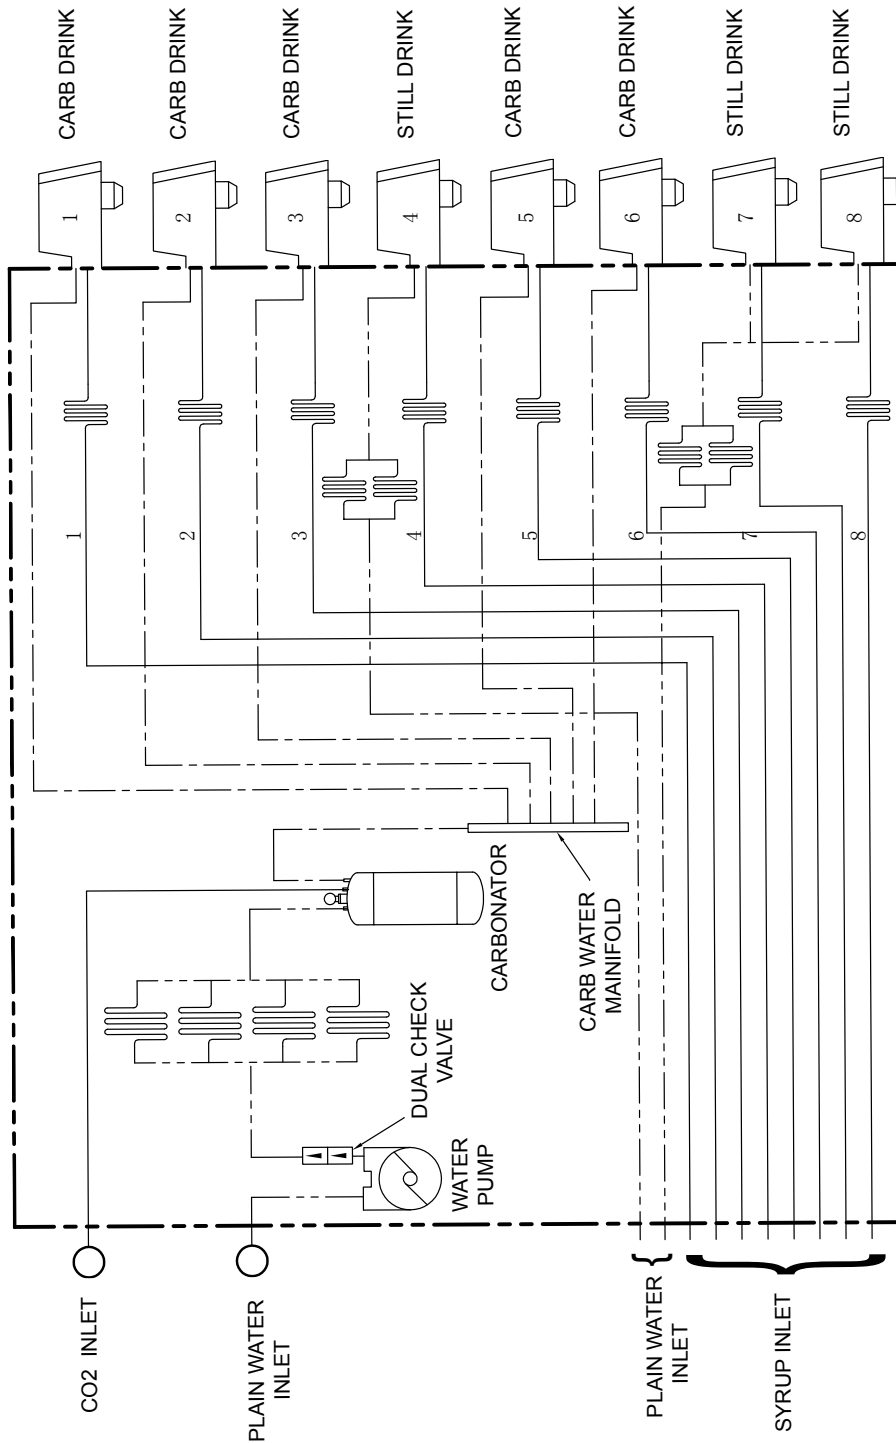 CARB DRINK
CARB DRINK
CARB DRINK
STILL DRINK
CARB DRINK
CARB DRINK
STILL DRINK
STILL DRINK
1
2
3
4
5
6
7
8
1
2
3
4
5
6
7
8
CARBONATOR
CARB WATER
MAINIFOLD
DUAL CHECK
VALVE
WATER
PUMP
CO2 INLET
PLAIN WATER
INLET
PLAIN WATER
INLET
SYRUP INLET